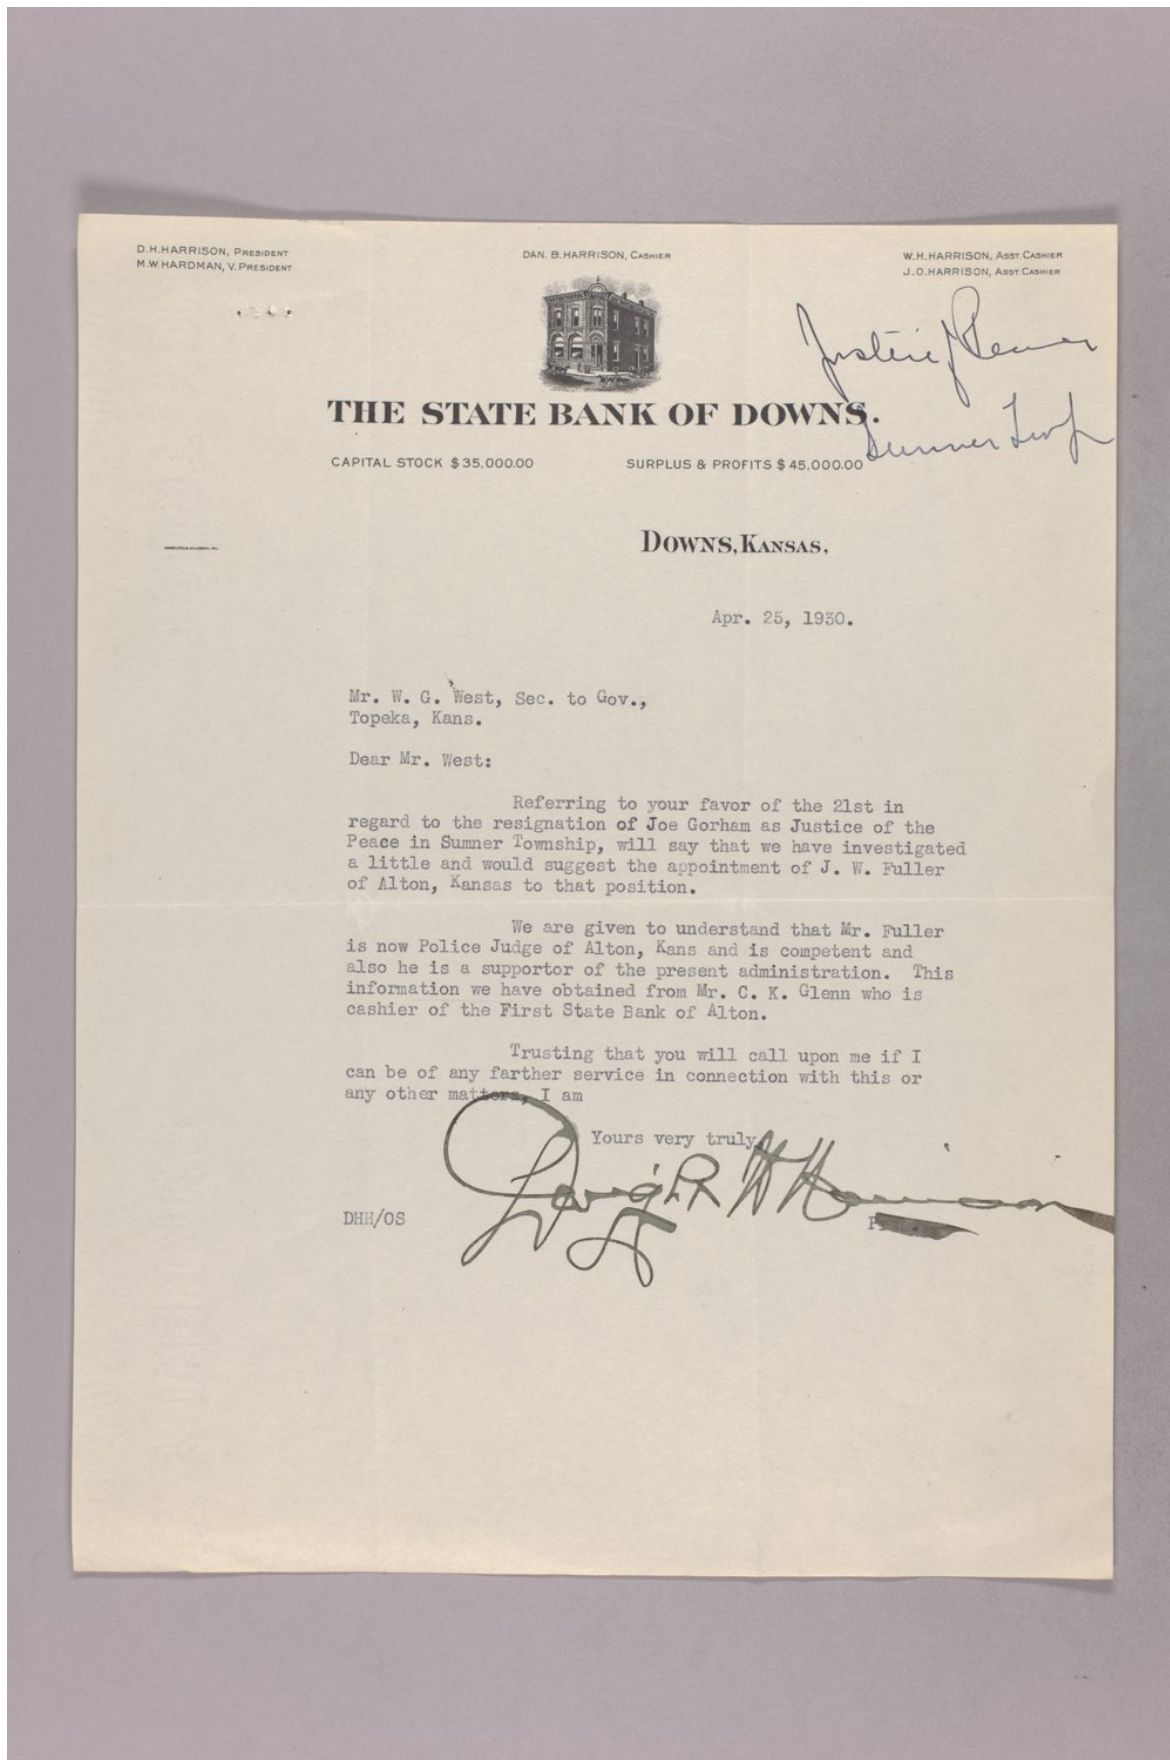 D.H.HARRISON, PRESIDENT
M.W.HARDMAN, V. PRESIDENT
DAN. B. HARRISON, CASHIER
W.H.HARRISON, ASST. CASHIER
J.O.HARRISON, ASST. CASHIER
Justice of Peace
Sumner Twp
THE STATE BANK OF DOWNS.
CAPITAL STOCK $35,000.00 SURPLUS & PROFITS $45,000.00
DOWNS, KANSAS,
Apr. 25, 1930.
Mr. W. G. West, Sec. to Gov.,
Topeka, Kans.
Dear Mr. West:
Referring to your favor of the 21st in
regard to the resignation of Joe Gorham as Justice of the
Peace in Sumner Township, will say that we have investigated
a little and would suggest the appointment of J. W. Fuller
of Alton, Kansas to that position.
We are given to understand that Mr. Fuller
is now Police Judge of Alton, Kans and is competent and
also he is a supportor of the present administration. This
information we have obtained from Mr. C. K. Glenn who is
cashier of the First State Bank of Alton.
Trusting that you will call upon me if I
can be of any farther service in connection with this or
any other matters, I am
Yours very truly,
Dwight H Harrison
DHH/OS